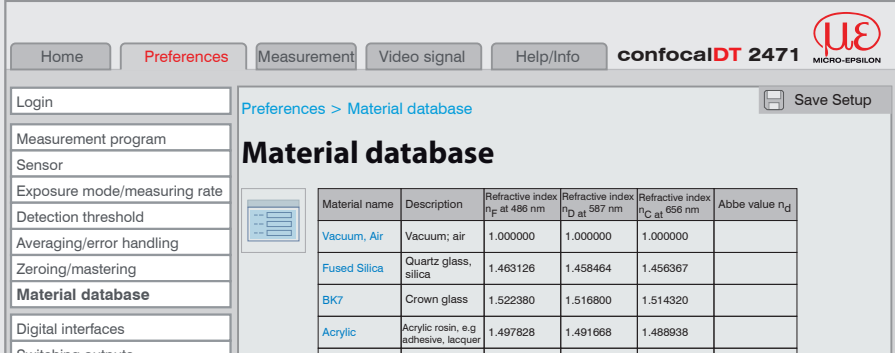 Home
Preferences
Measurement
Video signal
Help/Info
confocalDT 2471
µε
MICRO-EPSILON
Login
Measurement program
Sensor
Exposure mode/measuring rate
Detection threshold
Averaging/error handling
Zeroing/mastering
Material database
Digital interfaces
Switching outputs
Preferences > Material database
Save Setup
Material database
Material name Description Refractive index nF at 486 nm Refractive index nD at 587 nm Refractive index nC at 656 nm Abbe value nd
Vacuum, Air Vacuum; air 1.000000 1.000000 1.000000
Fused Silica Quartz glass, silica 1.463126 1.458464 1.456367
BK7 Crown glass 1.522380 1.516800 1.514320
Acrylic Acrylic rosin, e.g adhesive, lacquer 1.497828 1.491668 1.488938